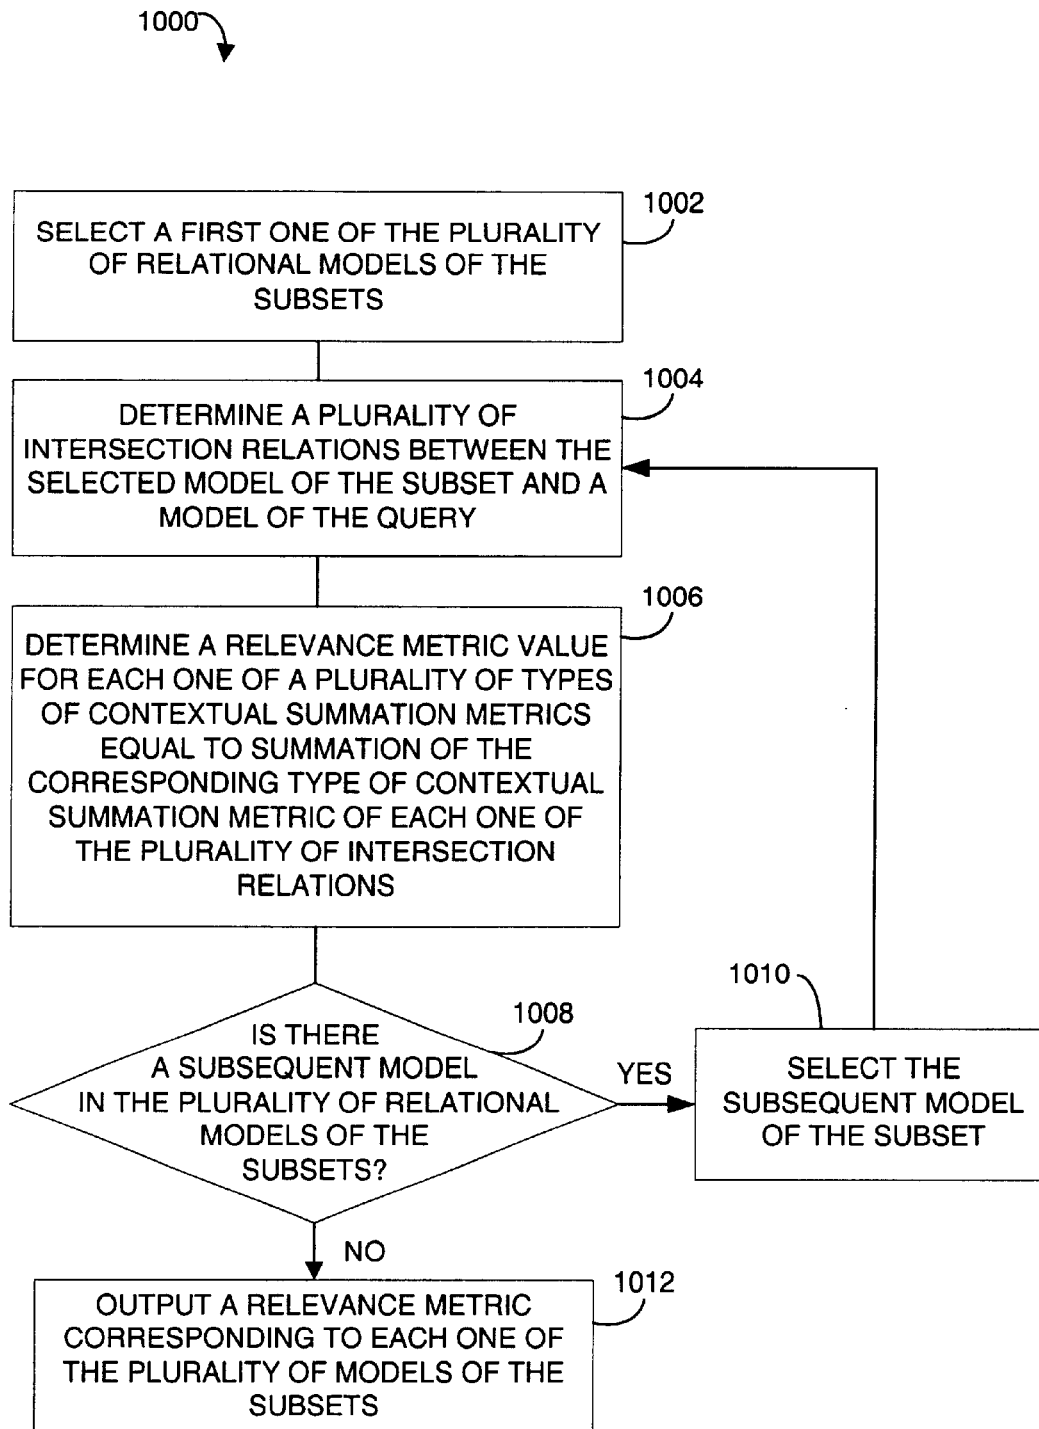 1000
1002
SELECT A FIRST ONE OF THE PLURALITY
OF RELATIONAL MODELS OF THE
SUBSETS
1004
DETERMINE A PLURALITY OF
INTERSECTION RELATIONS BETWEEN THE
SELECTED MODEL OF THE SUBSET AND A
MODEL OF THE QUERY
1006
DETERMINE A RELEVANCE METRIC VALUE
FOR EACH ONE OF A PLURALITY OF TYPES
OF CONTEXTUAL SUMMATION METRICS
EQUAL TO SUMMATION OF THE
CORRESPONDING TYPE OF CONTEXTUAL
SUMMATION METRIC OF EACH ONE OF
THE PLURALITY OF INTERSECTION
RELATIONS
1008
IS THERE
A SUBSEQUENT MODEL
IN THE PLURALITY OF RELATIONAL
MODELS OF THE
SUBSETS?
YES
1010
SELECT THE
SUBSEQUENT MODEL
OF THE SUBSET
NO
1012
OUTPUT A RELEVANCE METRIC
CORRESPONDING TO EACH ONE OF
THE PLURALITY OF MODELS OF THE
SUBSETS